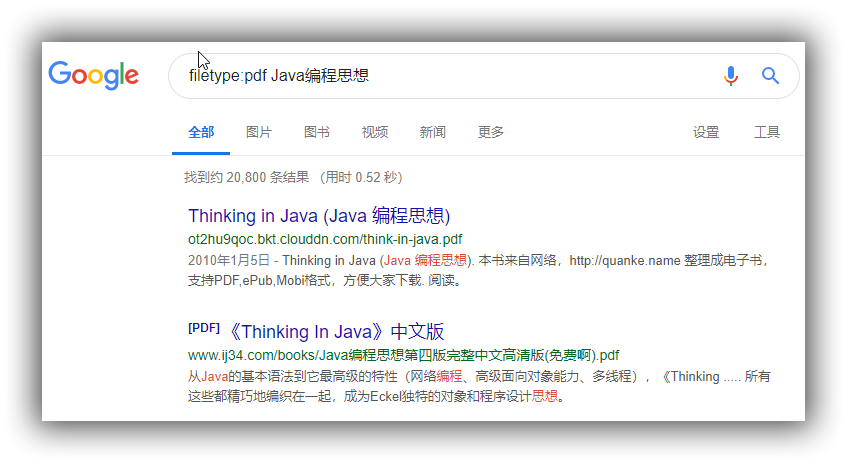 Google
filetype:pdf Java编程思想
全部 图片 图书 视频 新闻 更多 设置 工具
找到约 20,800 条结果 （用时 0.52 秒）
Thinking in Java (Java 编程思想)
ot2hu9qoc.bkt.clouddn.com/think-in-java.pdf
2010年1月5日 - Thinking in Java (Java 编程思想). 本书来自网络，http://quanke.name 整理成电子书，
支持PDF,ePub,Mobi格式，方便大家下载. 阅读。
[PDF] 《Thinking In Java》中文版
www.ij34.com/books/Java编程思想第四版完整中文高清版(免费啊).pdf
从Java的基本语法到它最高级的特性（网络编程、高级面向对象能力、多线程），《Thinking ..... 所有
这些都精巧地编织在一起，成为Eckel独特的对象和程序设计思想。